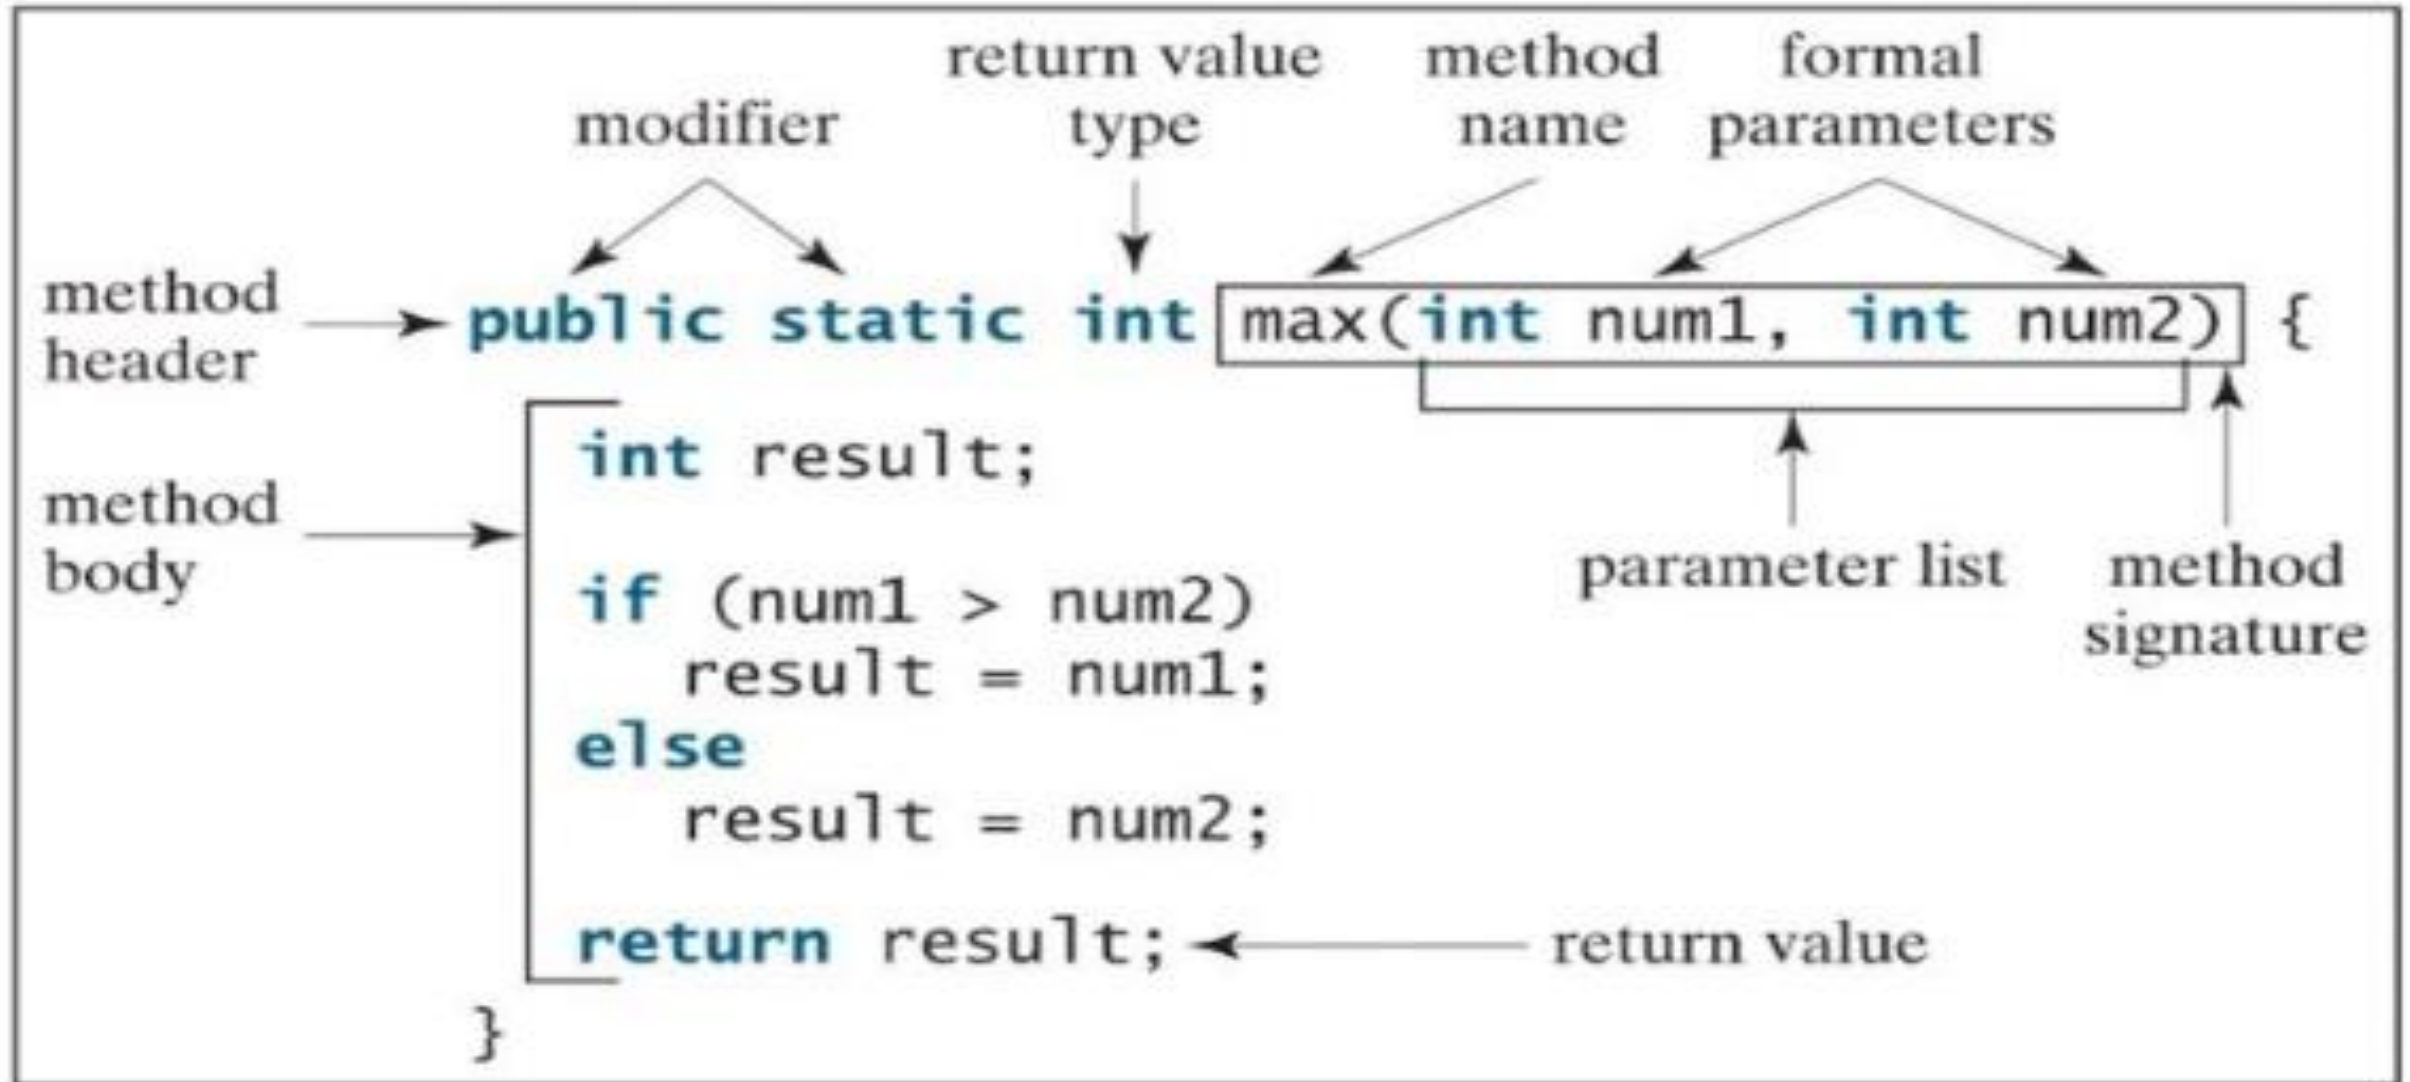 return value method formal
modifier type name parameters
method
header
public static int max(int num1, int num2) {
int result;
method
body
if (num1 > num2)
parameter list method
signature
result = num1;
else
result = num2;
return result; return value
}